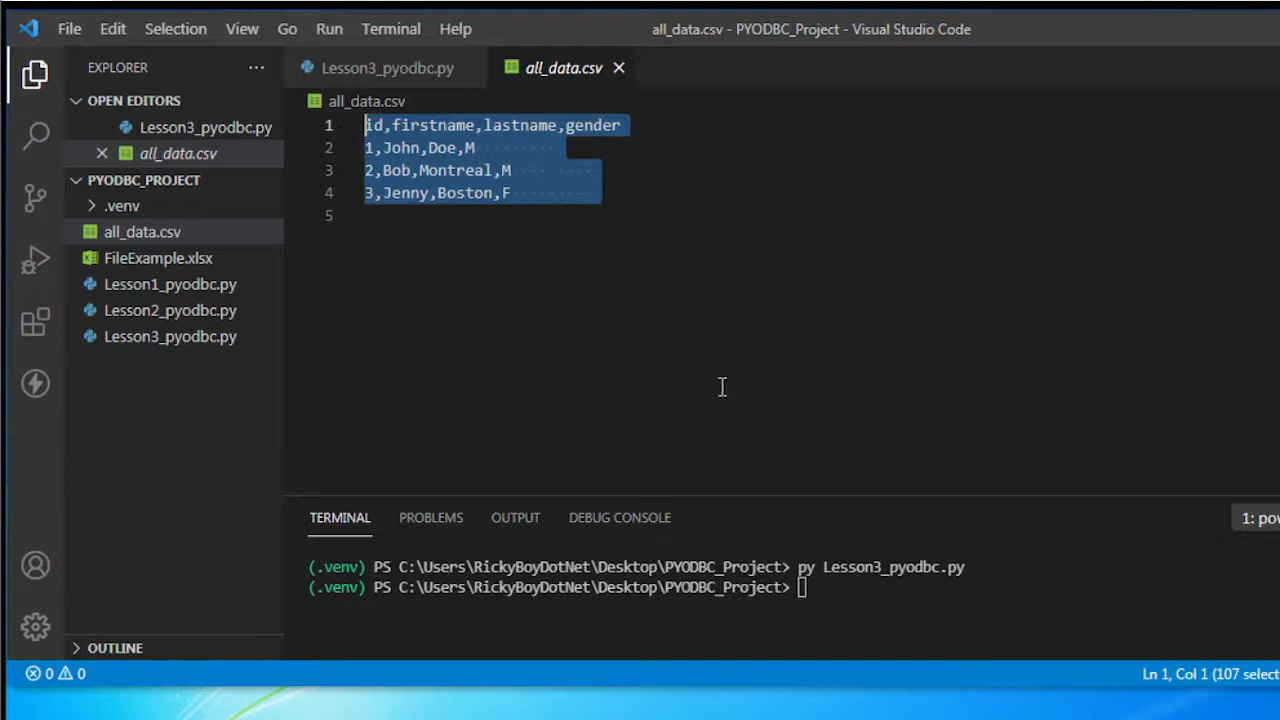 File Edit Selection View Go Run Terminal Help
all_data.csv - PYODBC_Project - Visual Studio Code
EXPLORER
OPEN EDITORS
Lesson3_pyodbc.py
all_data.csv
PYODBC_PROJECT
.venv
all_data.csv
FileExample.xlsx
Lesson1_pyodbc.py
Lesson2_pyodbc.py
Lesson3_pyodbc.py
OUTLINE
Lesson3_pyodbc.py
all_data.csv
all_data.csv
1 id,firstname,lastname,gender
2 1,John,Doe,M
3 2,Bob,Montreal,M
4 3,Jenny,Boston,F
5
TERMINAL PROBLEMS OUTPUT DEBUG CONSOLE
1: pov
(.venv) PS C:\Users\RickyBoyDotNet\Desktop\PYODBC_Project> py Lesson3_pyodbc.py
(.venv) PS C:\Users\RickyBoyDotNet\Desktop\PYODBC_Project>
0 0
Ln 1, Col 1 (107 select